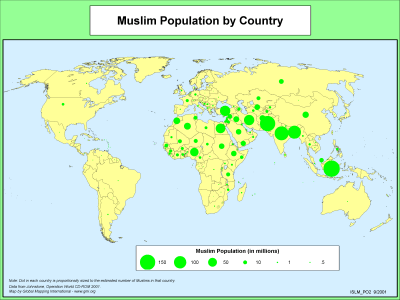 Muslim Population by Country
Muslim Population (in millions)
150 100 50 10 1 .5
Note: Dot in each country is proportionally sized to the estimated number of Muslims in that country.
Data from Johnstone, Operation World CD-ROM 2001.
Map by Global Mapping International - www.gmi.org
ISLM_PO2 9/2001